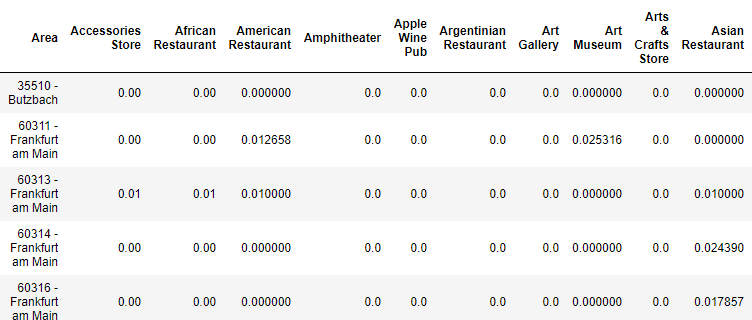 Area Accessories Store African Restaurant American Restaurant Amphitheater Apple Wine Pub Argentinian Restaurant Art Gallery Art Museum Arts & Crafts Store Asian Restaurant
35510 - Butzbach 0.00 0.00 0.000000 0.0 0.0 0.0 0.0 0.000000 0.0 0.000000
60311 - Frankfurt am Main 0.00 0.00 0.012658 0.0 0.0 0.0 0.0 0.025316 0.0 0.000000
60313 - Frankfurt am Main 0.01 0.01 0.010000 0.0 0.0 0.0 0.0 0.000000 0.0 0.010000
60314 - Frankfurt am Main 0.00 0.00 0.000000 0.0 0.0 0.0 0.0 0.000000 0.0 0.024390
60316 - Frankfurt am Main 0.00 0.00 0.000000 0.0 0.0 0.0 0.0 0.000000 0.0 0.017857